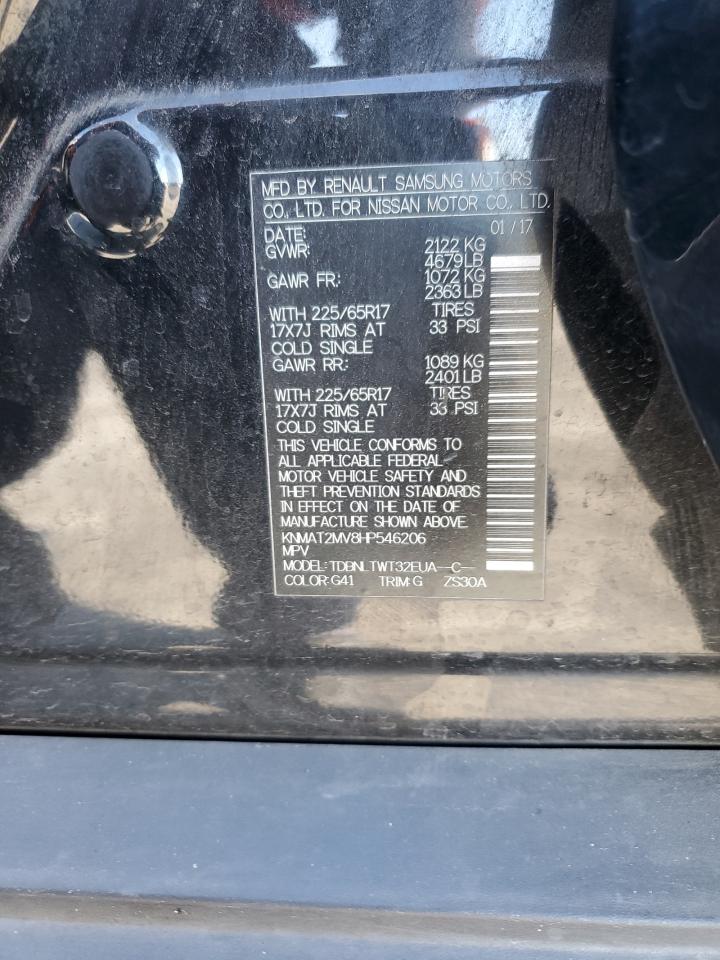 MFD BY RENAULT SAMSUNG MOTORS
CO., LTD. FOR NISSAN MOTOR CO., LTD.
DATE: 01 / 17
GVWR: 2122 KG
4679 LB
GAWR FR: 1072 KG
2363 LB
WITH 225/65R17 TIRES
17X7J RIMS AT 33 PSI
COLD SINGLE
GAWR RR: 1089 KG
2401 LB
WITH 225/65R17 TIRES
17X7J RIMS AT 33 PSI
COLD SINGLE
THIS VEHICLE CONFORMS TO
ALL APPLICABLE FEDERAL
MOTOR VEHICLE SAFETY AND
THEFT PREVENTION STANDARDS
IN EFFECT ON THE DATE OF
MANUFACTURE SHOWN ABOVE.
KNMAT2MV8HP546206
MPV
MODEL: TDBNLTWT32EUA--C--
COLOR:G41 TRIM:G ZS30A